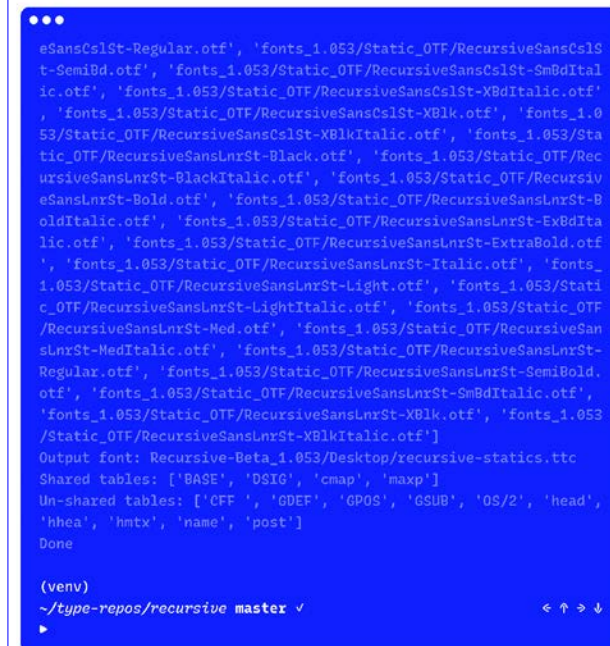 eSansCslSt-Regular.otf', 'fonts_1.053/Static_OTF/RecursiveSansCslS
t-SemiBd.otf', 'fonts_1.053/Static_OTF/RecursiveSansCslSt-SmBdItal
ic.otf', 'fonts_1.053/Static_OTF/RecursiveSansCslSt-XBdItalic.otf'
, 'fonts_1.053/Static_OTF/RecursiveSansCslSt-XBlk.otf', 'fonts_1.0
53/Static_OTF/RecursiveSansCslSt-XBlkItalic.otf', 'fonts_1.053/Sta
tic_OTF/RecursiveSansLnrSt-Black.otf', 'fonts_1.053/Static_OTF/Rec
ursiveSansLnrSt-BlackItalic.otf', 'fonts_1.053/Static_OTF/Recursiv
eSansLnrSt-Bold.otf', 'fonts_1.053/Static_OTF/RecursiveSansLnrSt-B
oldItalic.otf', 'fonts_1.053/Static_OTF/RecursiveSansLnrSt-ExBdIta
lic.otf', 'fonts_1.053/Static_OTF/RecursiveSansLnrSt-ExtraBold.otf
', 'fonts_1.053/Static_OTF/RecursiveSansLnrSt-Italic.otf', 'fonts_
1.053/Static_OTF/RecursiveSansLnrSt-Light.otf', 'fonts_1.053/Stati
c_OTF/RecursiveSansLnrSt-LightItalic.otf', 'fonts_1.053/Static_OTF
/RecursiveSansLnrSt-Med.otf', 'fonts_1.053/Static_OTF/RecursiveSan
sLnrSt-MedItalic.otf', 'fonts_1.053/Static_OTF/RecursiveSansLnrSt-
Regular.otf', 'fonts_1.053/Static_OTF/RecursiveSansLnrSt-SemiBold.
otf', 'fonts_1.053/Static_OTF/RecursiveSansLnrSt-SmBdItalic.otf',
'fonts_1.053/Static_OTF/RecursiveSansLnrSt-XBlk.otf', 'fonts_1.053
/Static_OTF/RecursiveSansLnrSt-XBlkItalic.otf']
Output font: Recursive-Beta_1.053/Desktop/recursive-statics.ttc
Shared tables: ['BASE', 'DSIG', 'cmap', 'maxp']
Un-shared tables: ['CFF ', 'GDEF', 'GPOS', 'GSUB', 'OS/2', 'head',
'hhea', 'hmtx', 'name', 'post']
Done
(venv)
~/type-repos/recursive master ✓ ← ↑ → ↓
▶